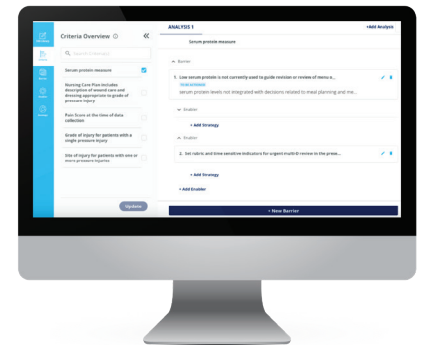 ANALYSIS 1
+Add Analysis
Criteria Overview
Serum protein measure
Serum protein measure
Nursing Care Plan includes
description of wound care and
dressing appropriate to grade of
pressure injury
Pain Score at the time of data
collection
Grade of injury for patients with a
single pressure injury
Site of injury for patients with one or
more pressure injuries
Update
Barrier
1. Low serum protein is not currently used to guide revision or review of menu a...
serum protein levels not integrated with decisions related to meal planning and me...
Enabler
+ Add Strategy
Enabler
2. Set rubric and time sensitive indicators for urgent multi-D review in the prese...
+ Add Strategy
+ Add Enabler
+ New Barrier